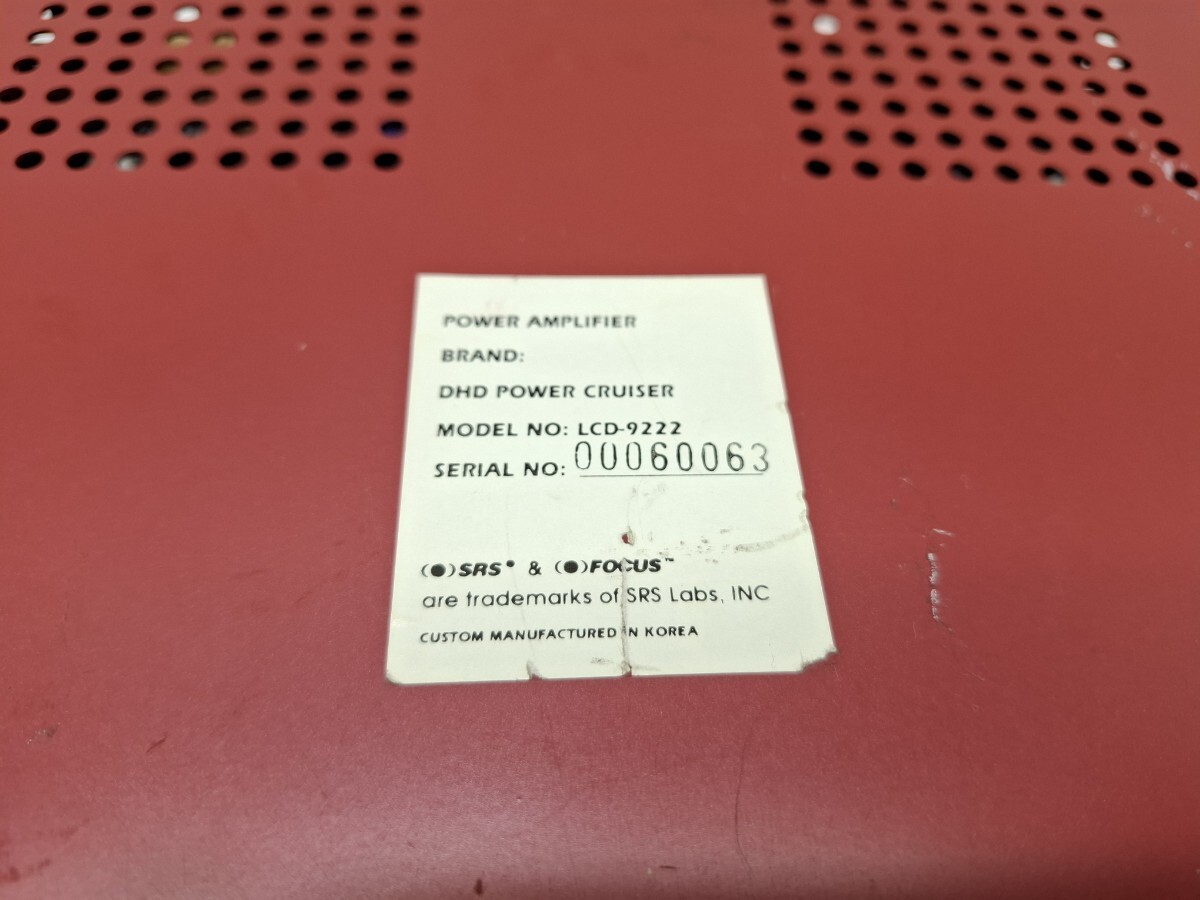 POWER AMPLIFIER
BRAND:
DHD POWER CRUISER
MODEL NO: LCD-9222
SERIAL NO: 00060063
(●)SRS® & (●)FOCUS™
are trademarks of SRS Labs, INC
CUSTOM MANUFACTURED IN KOREA